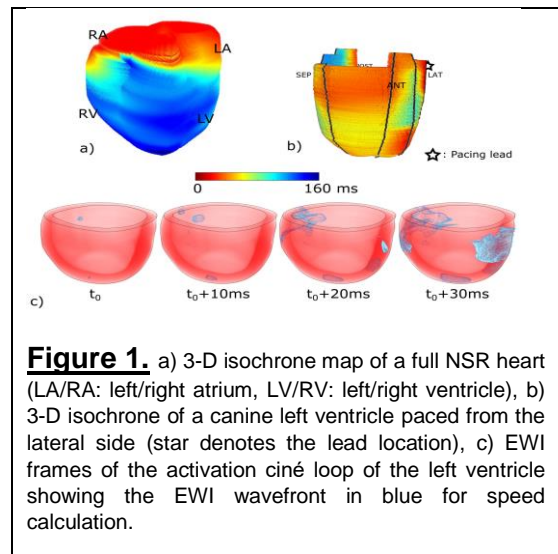 RA
LA
RV
LV
a)
SEP
POST
LAT
ANT
b)
: Pacing lead
0
160 ms
t0
t0+10ms
t0+20ms
t0+30ms
c)
Figure 1. a) 3-D isochrone map of a full NSR heart
(LA/RA: left/right atrium, LV/RV: left/right ventricle), b)
3-D isochrone of a canine left ventricle paced from the
lateral side (star denotes the lead location), c) EWI
frames of the activation ciné loop of the left ventricle
showing the EWI wavefront in blue for speed
calculation.